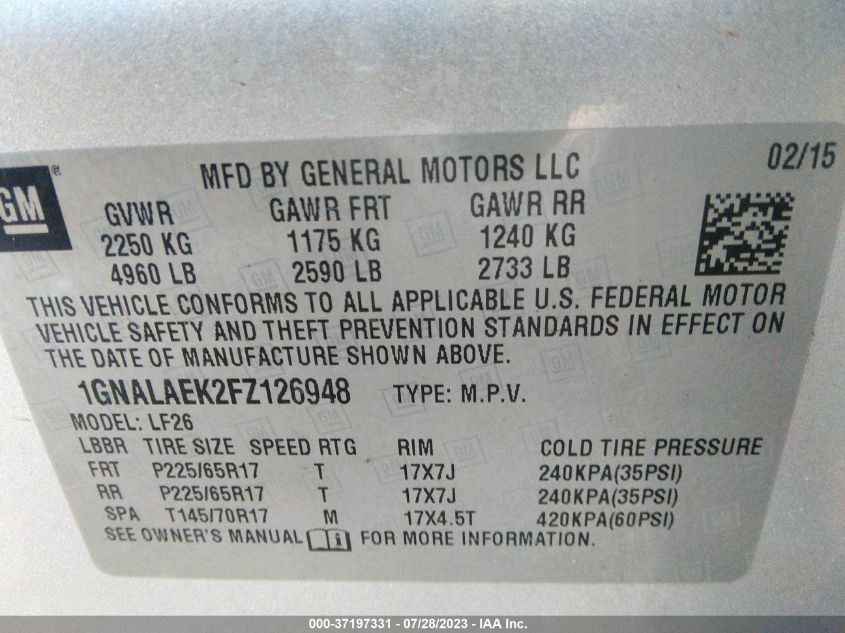 GM ®
MFD BY GENERAL MOTORS LLC 02/15
GVWR GAWR FRT GAWR RR
2250 KG 1175 KG 1240 KG
4960 LB 2590 LB 2733 LB
THIS VEHICLE CONFORMS TO ALL APPLICABLE U.S. FEDERAL MOTOR
VEHICLE SAFETY AND THEFT PREVENTION STANDARDS IN EFFECT ON
THE DATE OF MANUFACTURE SHOWN ABOVE.
1GNALAEK2FZ126948 TYPE: M.P.V.
MODEL: LF26
LBBR TIRE SIZE SPEED RTG RIM COLD TIRE PRESSURE
FRT P225/65R17 T 17X7J 240KPA(35PSI)
RR P225/65R17 T 17X7J 240KPA(35PSI)
SPA T145/70R17 M 17X4.5T 420KPA(60PSI)
SEE OWNER'S MANUAL FOR MORE INFORMATION.
000-37197331 - 07/28/2023 - IAA Inc.